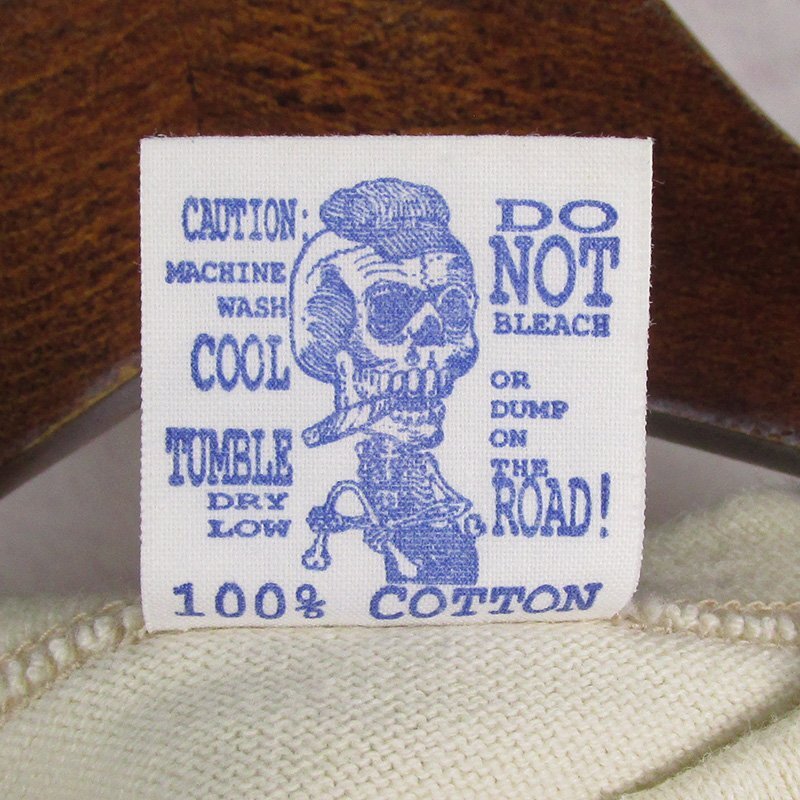 CAUTION:
MACHINE
WASH
COOL
TUMBLE
DRY
LOW
DO
NOT
BLEACH
OR
DUMP
ON
THE
ROAD!
100% COTTON